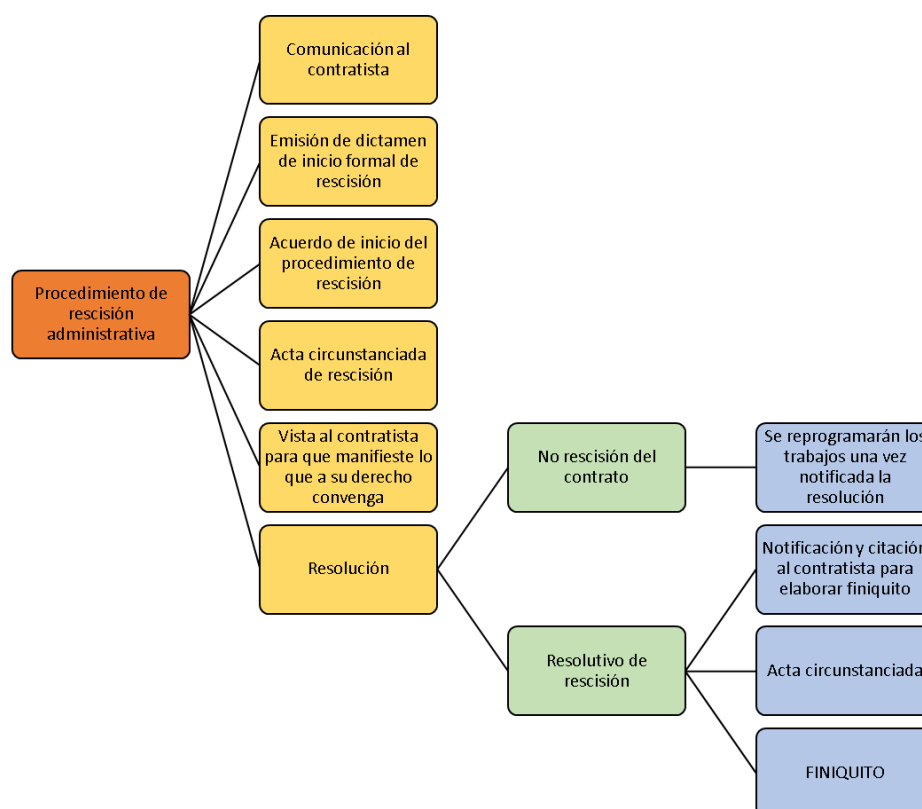 Comunicación al
contratista
Emisión de dictamen
de inicio formal de
rescisión
Acuerdo de inicio del
procedimiento de
rescisión
Procedimiento de
rescisión
administrativa
Acta circunstanciada
de rescisión
Vista al contratista
para que manifieste lo
que a su derecho
convenga
Resolución
No rescisión del
contrato
Se reprogramarán los
trabajos una vez
notificada la
resolución
Notificación y citación
al contratista para
elaborar finiquito
Resolutivo de
rescisión
Acta circunstanciada
FINIQUITO